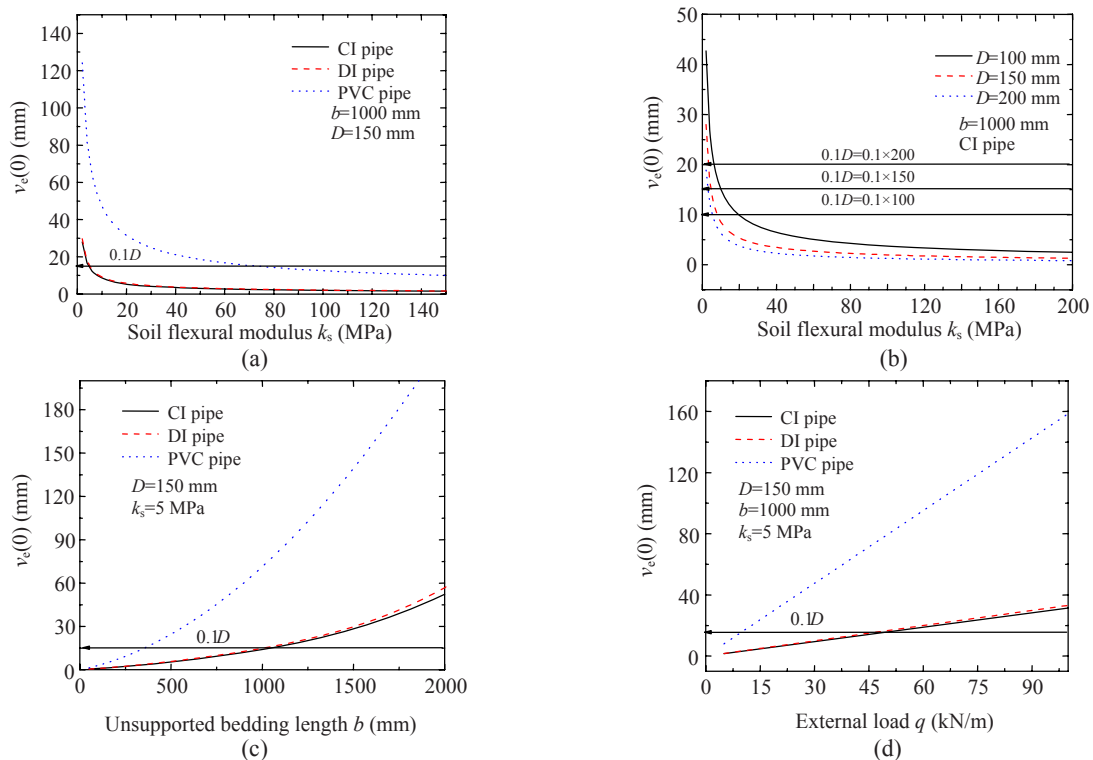 140
120
100
80
60
40
20
0
v_e(0) (mm)
CI pipe
DI pipe
PVC pipe
b=1000 mm
D=150 mm
0.1D
0 20 40 60 80 100 120 140
Soil flexural modulus k_s (MPa)
(a)
50
40
30
20
10
0
v_e(0) (mm)
D=100 mm
D=150 mm
D=200 mm
b=1000 mm
CI pipe
0.1D=0.1×200
0.1D=0.1×150
0.1D=0.1×100
0 40 80 120 160 200
Soil flexural modulus k_s (MPa)
(b)
180
150
120
90
60
30
0
v_e(0) (mm)
CI pipe
DI pipe
PVC pipe
D=150 mm
k_s=5 MPa
0.1D
0 500 1000 1500 2000
Unsupported bedding length b (mm)
(c)
160
120
80
40
0
v_e(0) (mm)
CI pipe
DI pipe
PVC pipe
D=150 mm
b=1000 mm
k_s=5 MPa
0.1D
0 15 30 45 60 75 90
External load q (kN/m)
(d)